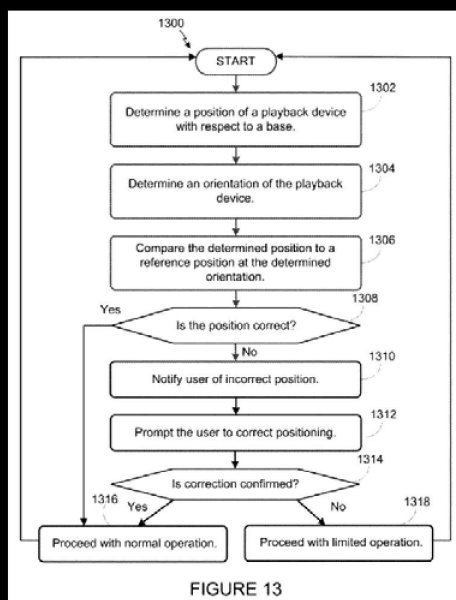 1300
START
1302
Determine a position of a playback device
with respect to a base.
1304
Determine an orientation of the playback
device.
1306
Compare the determined position to a
reference position at the determined
orientation.
1308
Yes
Is the position correct?
No
1310
Notify user of incorrect position.
1312
Prompt the user to correct positioning.
1314
Is correction confirmed?
1316
Yes
No
1318
Proceed with normal operation.
Proceed with limited operation.
FIGURE 13